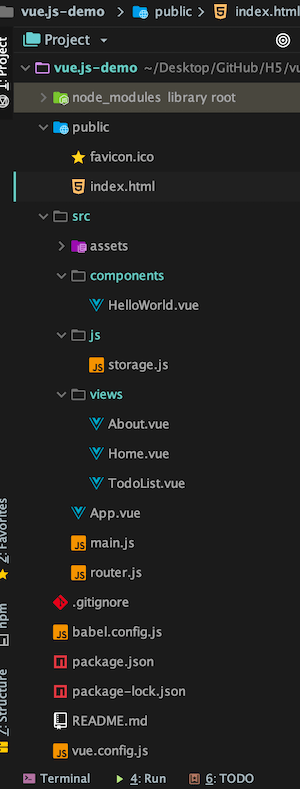 vue.js-demo public index.html
1: Project
Project
vue.js-demo ~/Desktop/GitHub/H5/vu
node_modules library root
public
favicon.ico
index.html
src
assets
components
HelloWorld.vue
js
storage.js
views
About.vue
Home.vue
TodoList.vue
App.vue
main.js
router.js
.gitignore
babel.config.js
package.json
package-lock.json
README.md
vue.config.js
2: Favorites
npm
7: Structure
Terminal 4: Run 6: TODO